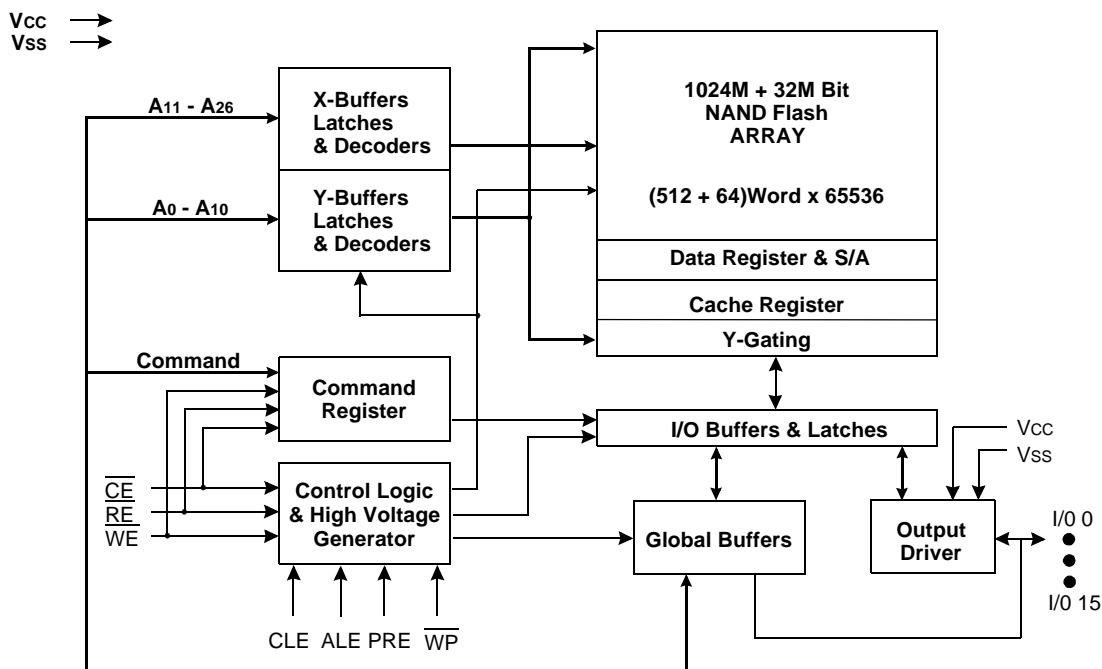 VCC
VSS
A11 - A26
X-Buffers
Latches
& Decoders
1024M + 32M Bit
NAND Flash
ARRAY
(512 + 64)Word x 65536
A0 - A10
Y-Buffers
Latches
& Decoders
Data Register & S/A
Cache Register
Y-Gating
Command
Command
Register
I/O Buffers & Latches
VCC
VSS
CE
RE
WE
Control Logic
& High Voltage
Generator
Global Buffers
Output
Driver
I/0 0
I/0 15
CLE
ALE
PRE
WP